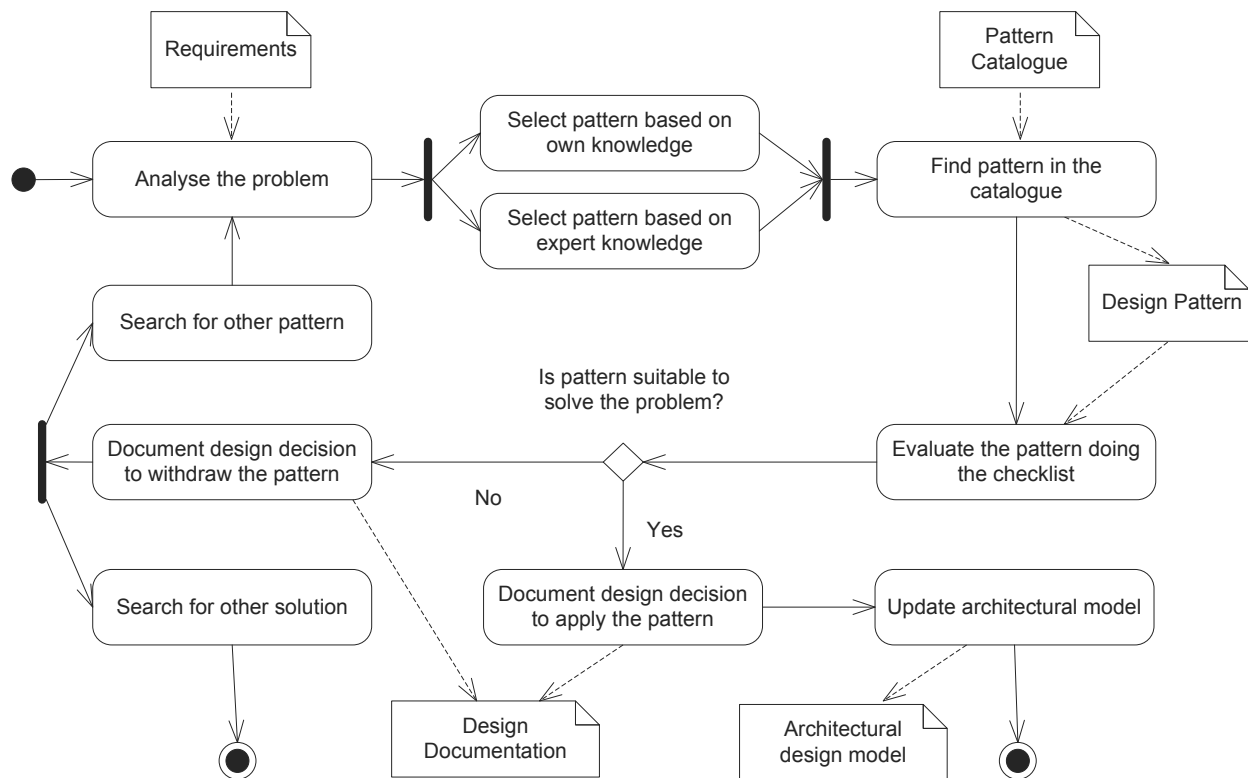 Requirements
Pattern
Catalogue
Select pattern based on
own knowledge
Analyse the problem
Find pattern in the
catalogue
Select pattern based on
expert knowledge
Design Pattern
Search for other pattern
Is pattern suitable to
solve the problem?
Document design decision
to withdraw the pattern
Evaluate the pattern doing
the checklist
No
Yes
Search for other solution
Document design decision
to apply the pattern
Update architectural model
Design
Documentation
Architectural
design model